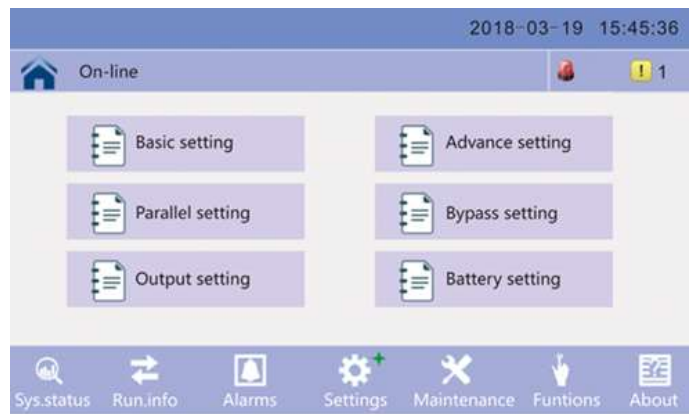 2018-03-19 15:45:36
On-line ! 1
Basic setting Advance setting
Parallel setting Bypass setting
Output setting Battery setting
Sys.status Run.info Alarms Settings Maintenance Funtions About